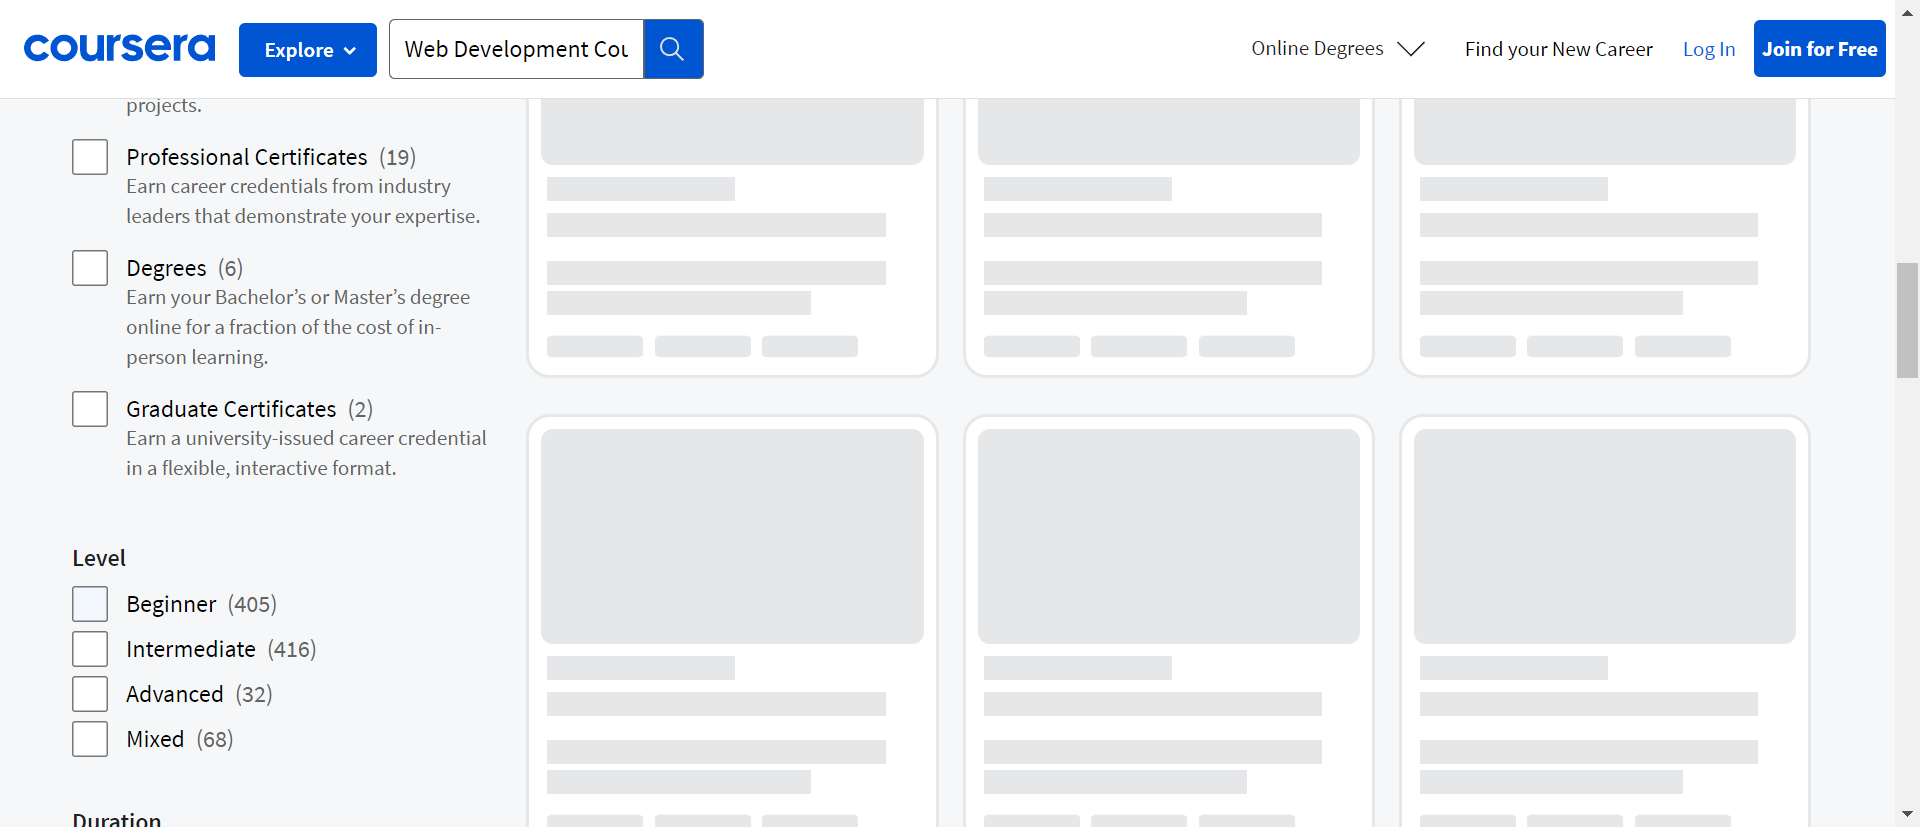 coursera
Explore
Web Development Cou
Online Degrees
Find your New Career
Log In
Join for Free
projects.
Professional Certificates (19)
Earn career credentials from industry
leaders that demonstrate your expertise.
Degrees (6)
Earn your Bachelor’s or Master’s degree
online for a fraction of the cost of in-
person learning.
Graduate Certificates (2)
Earn a university-issued career credential
in a flexible, interactive format.
Level
Beginner (405)
Intermediate (416)
Advanced (32)
Mixed (68)
Duration